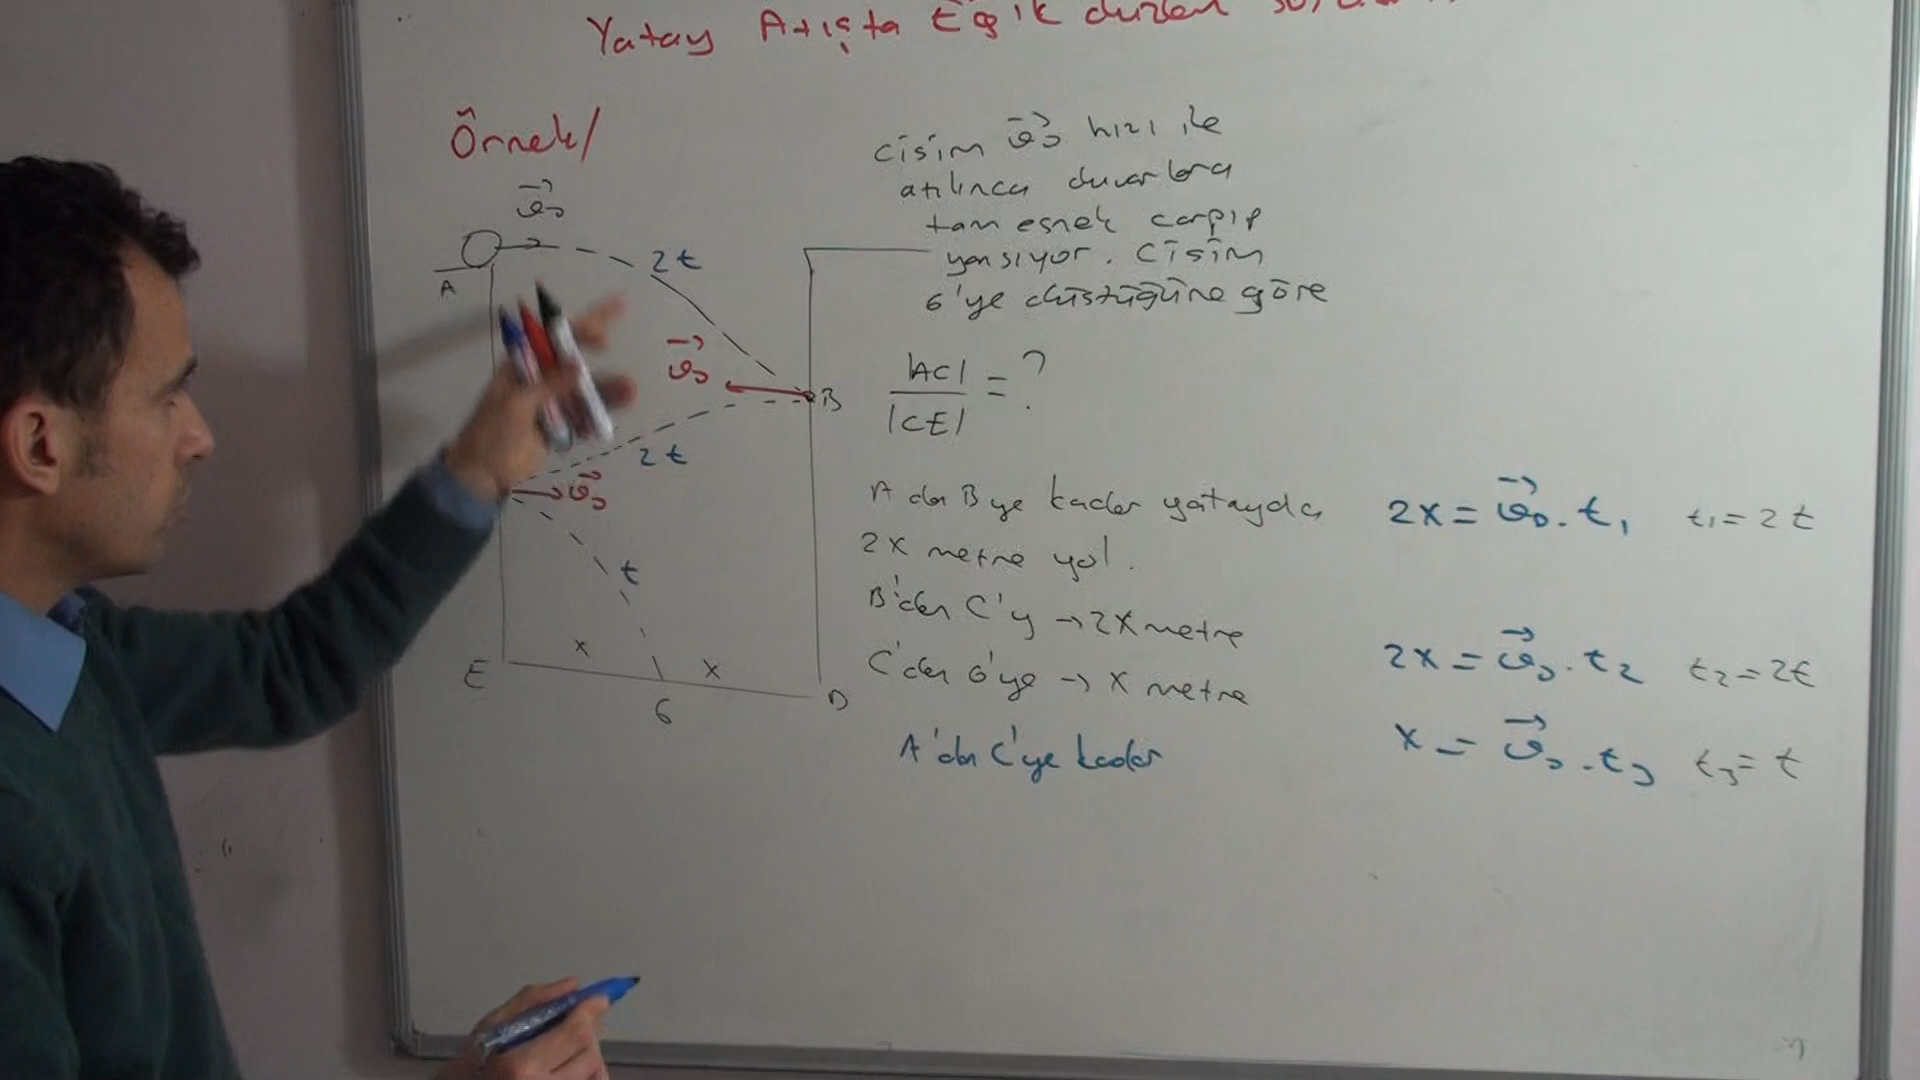 Yatay Atışta Eğik düzlem
Örnek/
v₀
A
2t
v₀
B
2t
v₀
t
x
x
E
6
D
cisim v₀ hızı ile
atılınca duvarlara
tam esnek çarpıp
yansıyor. Cisim
6'ye düştüğüne göre
|AC|
|CE|
= ?
A dan B ye kadar yatayda
2x metre yol.
B'den C'y → 2x metre
C'den 6'ye → x metre
A'dan C'ye kadar
2x = v₀ . t₁ t₁ = 2t
2x = v₀ . t₂ t₂ = 2t
x = v₀ . t₃ t₃ = t